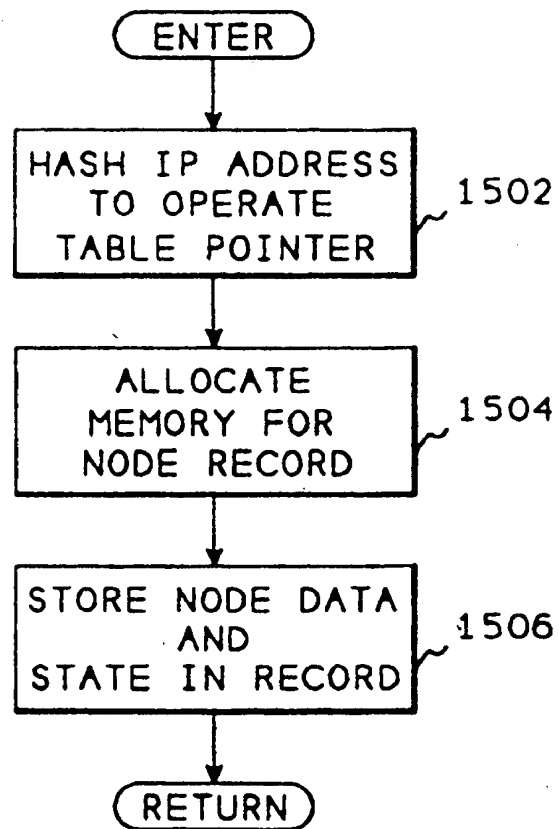 ENTER
HASH IP ADDRESS
TO OPERATE
TABLE POINTER
1502
ALLOCATE
MEMORY FOR
NODE RECORD
1504
STORE NODE DATA
AND
STATE IN RECORD
1506
RETURN